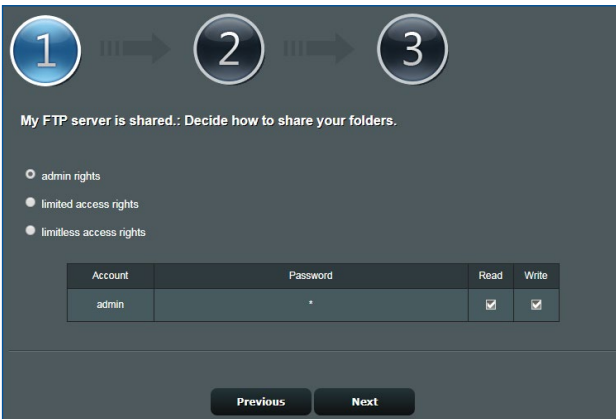 1 2 3
My FTP server is shared.: Decide how to share your folders.
admin rights
limited access rights
limitless access rights
Account Password Read Write
admin *
Previous Next